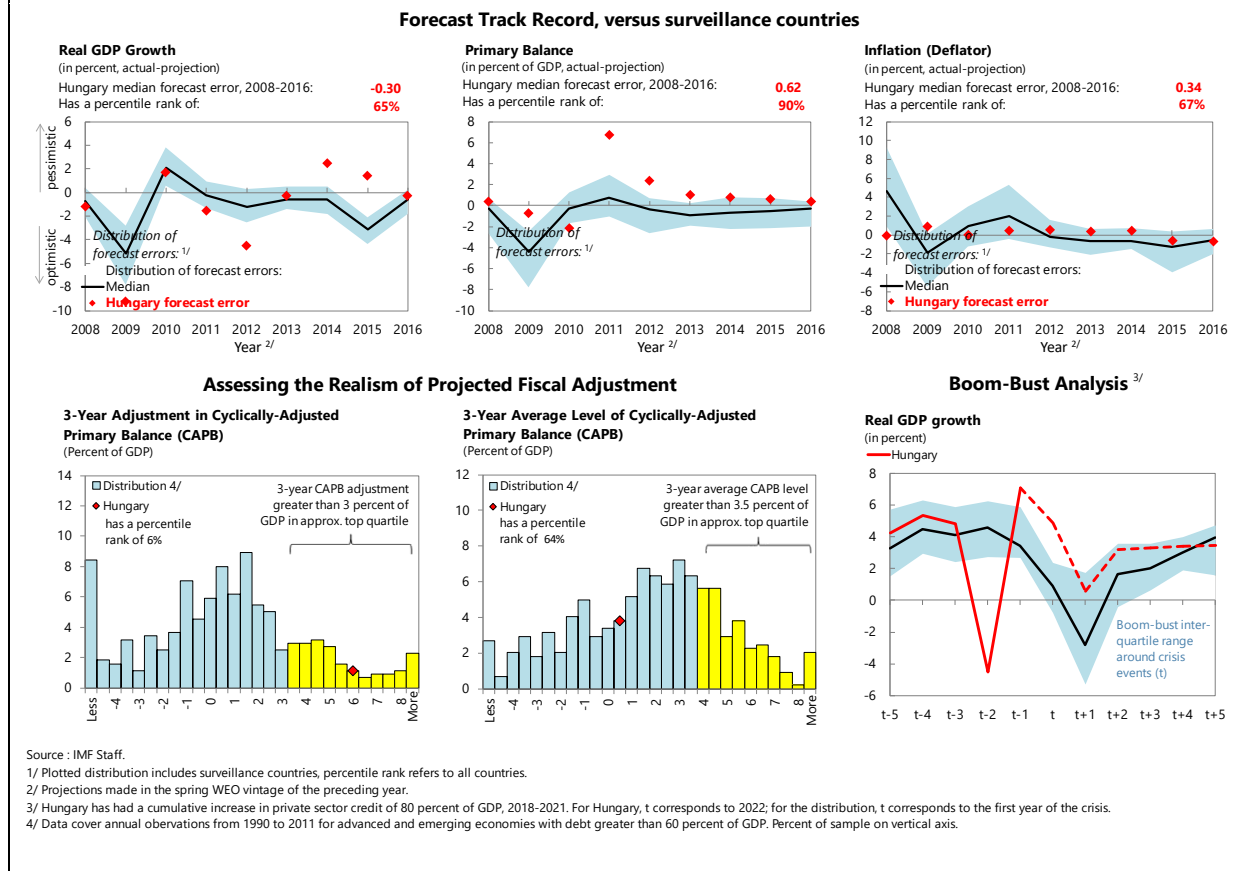 Forecast Track Record, versus surveillance countries
Real GDP Growth
(in percent, actual-projection)
Hungary median forecast error, 2008-2016: -0.30
Has a percentile rank of: 65%
pessimistic
optimistic
6
4
2
0
-2
-4
-6
-8
-10
Distribution of
forecast errors: 1/
Distribution of forecast errors:
Median
Hungary forecast error
2008 2009 2010 2011 2012 2013 2014 2015 2016
Year 2/
Primary Balance
(in percent of GDP, actual-projection)
Hungary median forecast error, 2008-2016: 0.62
Has a percentile rank of: 90%
8
6
4
2
0
-2
-4
-6
-8
-10
Distribution of
forecast errors: 1/
2008 2009 2010 2011 2012 2013 2014 2015 2016
Year 2/
Inflation (Deflator)
(in percent, actual-projection)
Hungary median forecast error, 2008-2016: 0.34
Has a percentile rank of: 67%
12
10
8
6
4
2
0
-2
-4
-6
-8
Distribution of
forecast errors: 1/
Distribution of forecast errors:
Median
Hungary forecast error
2008 2009 2010 2011 2012 2013 2014 2015 2016
Year 2/
Assessing the Realism of Projected Fiscal Adjustment
3-Year Adjustment in Cyclically-Adjusted
Primary Balance (CAPB)
(Percent of GDP)
14
12
10
8
6
4
2
0
Distribution 4/
Hungary
has a percentile
rank of 6%
3-year CAPB adjustment
greater than 3 percent of
GDP in approx. top quartile
Less -4 -3 -2 -1 0 1 2 3 4 5 6 7 8 More
3-Year Average Level of Cyclically-Adjusted
Primary Balance (CAPB)
(Percent of GDP)
12
10
8
6
4
2
0
Distribution 4/
Hungary
has a percentile
rank of 64%
3-year average CAPB level
greater than 3.5 percent of
GDP in approx. top quartile
Less -4 -3 -2 -1 0 1 2 3 4 5 6 7 8 More
Boom-Bust Analysis 3/
Real GDP growth
(in percent)
Hungary
8
6
4
2
0
-2
-4
-6
Boom-bust inter-
quartile range
around crisis
events (t)
t-5 t-4 t-3 t-2 t-1 t t+1 t+2 t+3 t+4 t+5
Source : IMF Staff.
1/ Plotted distribution includes surveillance countries, percentile rank refers to all countries.
2/ Projections made in the spring WEO vintage of the preceding year.
3/ Hungary has had a cumulative increase in private sector credit of 80 percent of GDP, 2018-2021. For Hungary, t corresponds to 2022; for the distribution, t corresponds to the first year of the crisis.
4/ Data cover annual obervations from 1990 to 2011 for advanced and emerging economies with debt greater than 60 percent of GDP. Percent of sample on vertical axis.